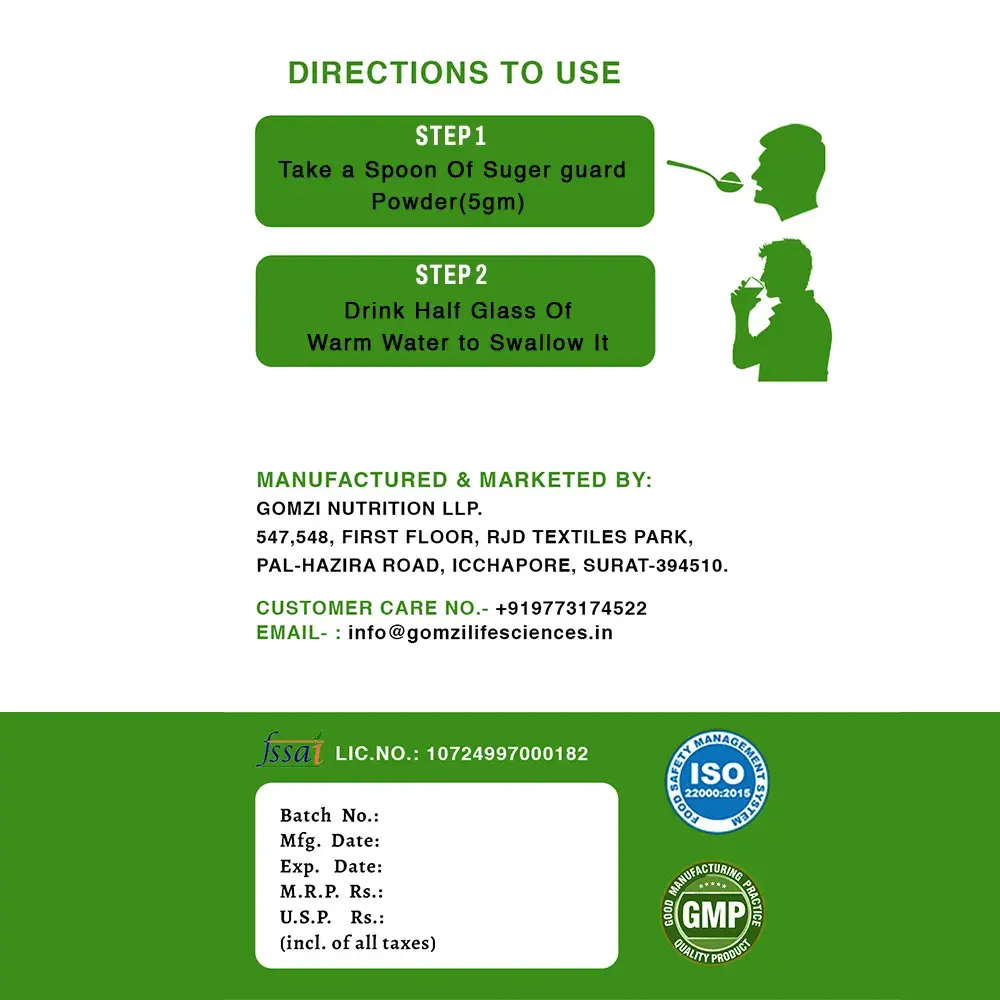 DIRECTIONS TO USE
STEP 1
Take a Spoon Of Suger guard
Powder(5gm)
STEP 2
Drink Half Glass Of
Warm Water to Swallow It
MANUFACTURED & MARKETED BY:
GOMZI NUTRITION LLP.
547,548, FIRST FLOOR, RJD TEXTILES PARK,
PAL-HAZIRA ROAD, ICCHAPORE, SURAT-394510.
CUSTOMER CARE NO.- +919773174522
EMAIL- : info@gomzilifesciences.in
fssai LIC.NO.: 10724997000182
Batch No.:
Mfg. Date:
Exp. Date:
M.R.P. Rs.:
U.S.P. Rs.:
(incl. of all taxes)
FOOD SAFETY MANAGEMENT SYSTEM
ISO
22000:2015
GOOD MANUFACTURING PRACTICE
GMP
QUALITY PRODUCT